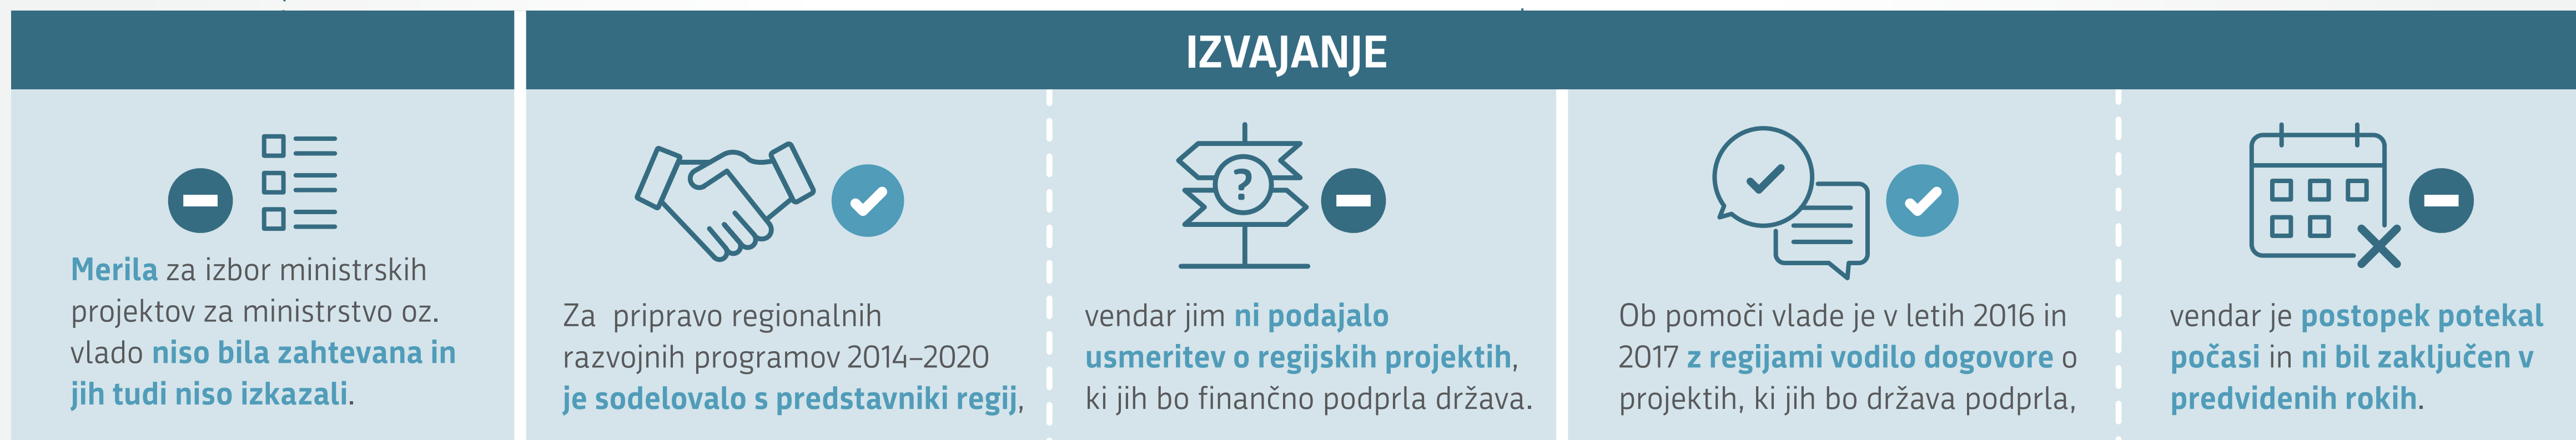 IZVAJANJE
Merila za izbor ministrskih
projektov za ministrstvo oz.
vlado niso bila zahtevana in
jih tudi niso izkazali.
Za pripravo regionalnih
razvojnih programov 2014–2020
je sodelovalo s predstavniki regij,
vendar jim ni podajalo
usmeritev o regijskih projektih,
ki jih bo finančno podprla država.
Ob pomoči vlade je v letih 2016 in
2017 z regijami vodilo dogovore o
projektih, ki jih bo država podprla,
vendar je postopek potekal
počasi in ni bil zaključen v
predvidenih rokih.